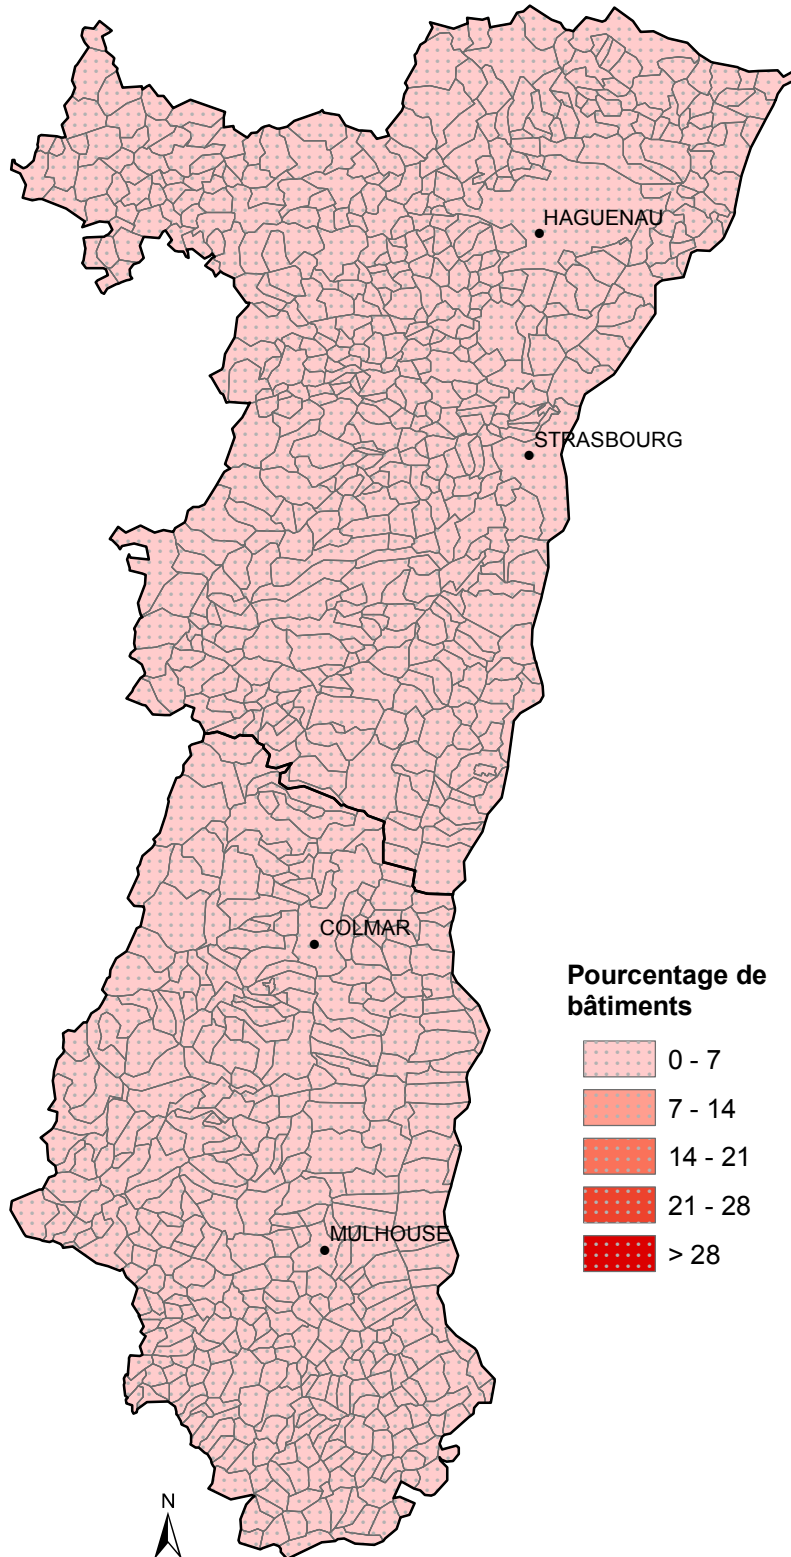 HAGUENAU
STRASBOURG
COLMAR
Pourcentage de
bâtiments
0 - 7
7 - 14
14 - 21
21 - 28
> 28
MULHOUSE
N